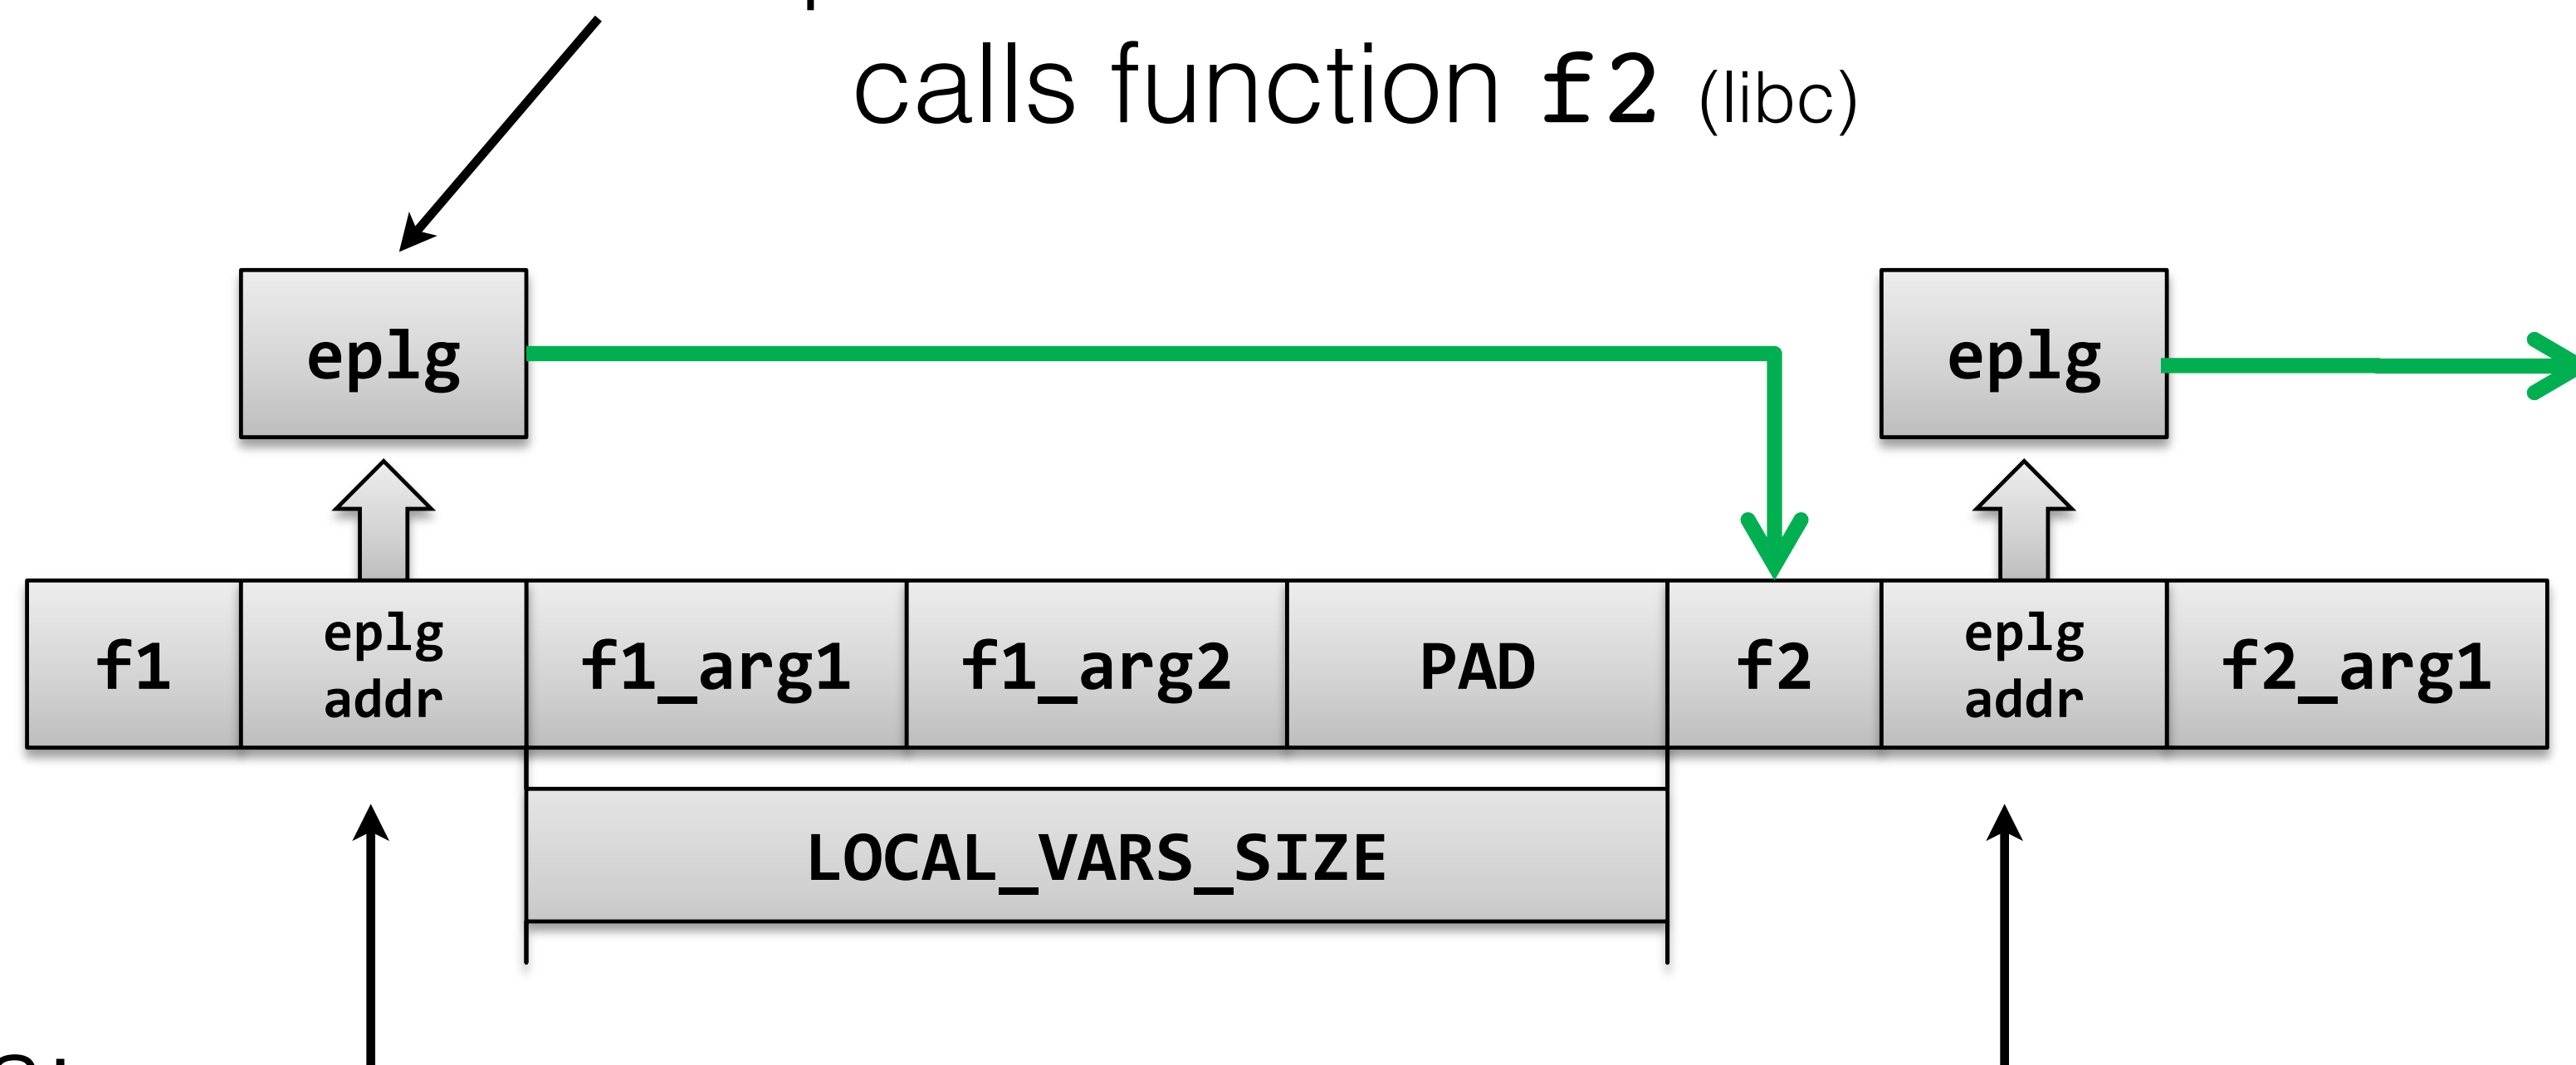 calls function f2 (libc)
eplg
eplg
f1
eplg
addr
f1_arg1
f1_arg2
PAD
f2
eplg
addr
f2_arg1
LOCAL_VARS_SIZE